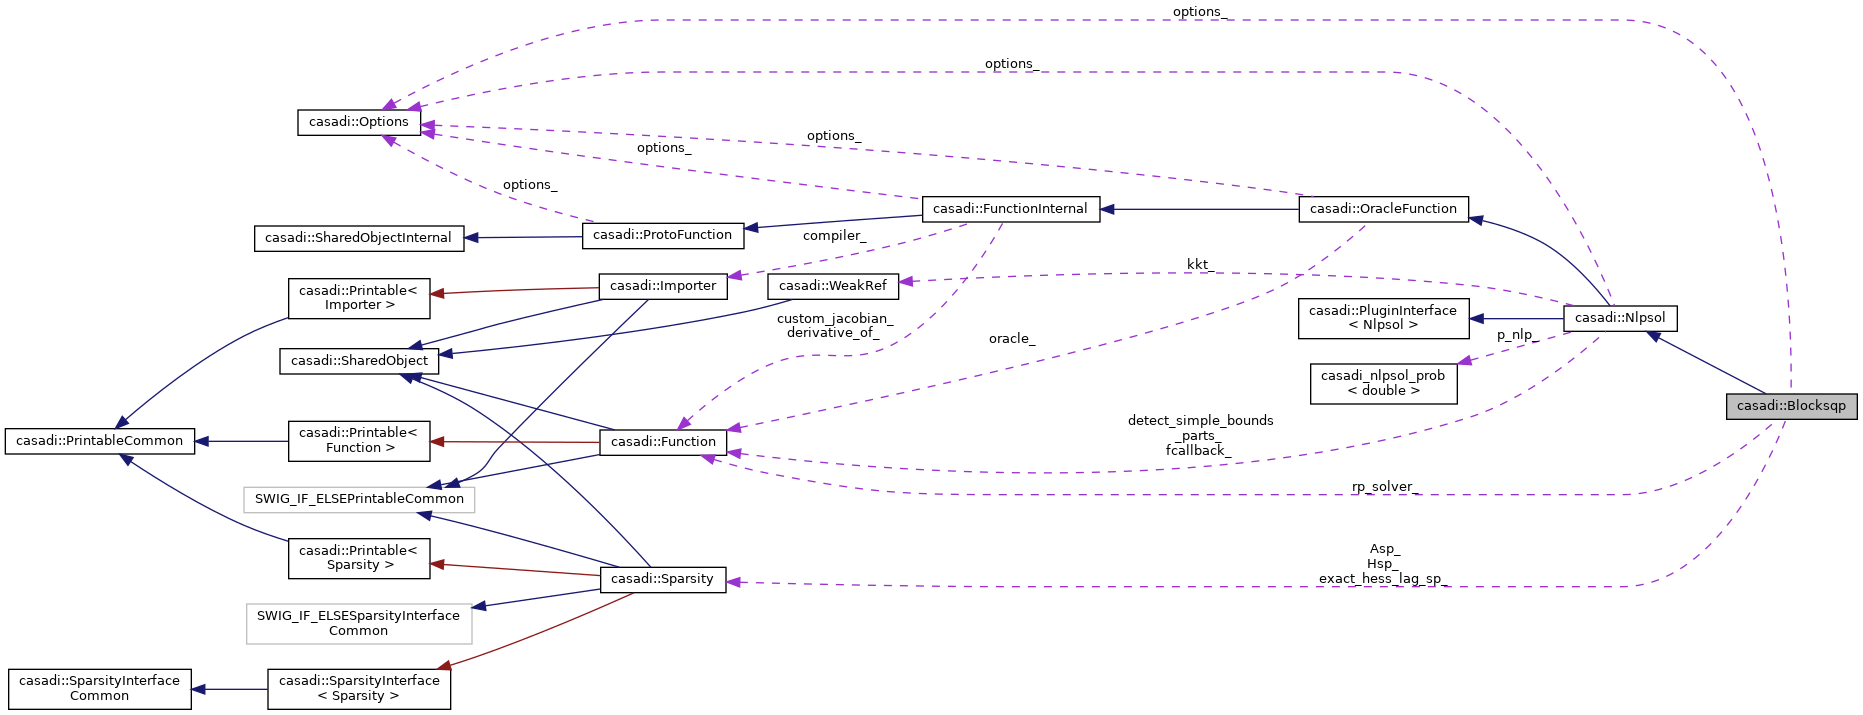 options_
options_
casadi::Options
options_
options_
options_
casadi::FunctionInternal
casadi::OracleFunction
casadi::SharedObjectInternal
casadi::ProtoFunction
compiler_
kkt_
casadi::Printable<
Importer >
casadi::Importer
casadi::WeakRef
casadi::PluginInterface
< Nlpsol >
casadi::Nlpsol
custom_jacobian_
derivative_of_
oracle_
p_nlp_
casadi::SharedObject
casadi_nlpsol_prob
< double >
casadi::Blocksqp
detect_simple_bounds
_parts_
fcallback_
casadi::PrintableCommon
casadi::Printable<
Function >
casadi::Function
rp_solver_
SWIG_IF_ELSEPrintableCommon
casadi::Printable<
Sparsity >
casadi::Sparsity
Asp_
Hsp_
exact_hess_lag_sp_
SWIG_IF_ELSESparsityInterface
Common
casadi::SparsityInterface
Common
casadi::SparsityInterface
< Sparsity >